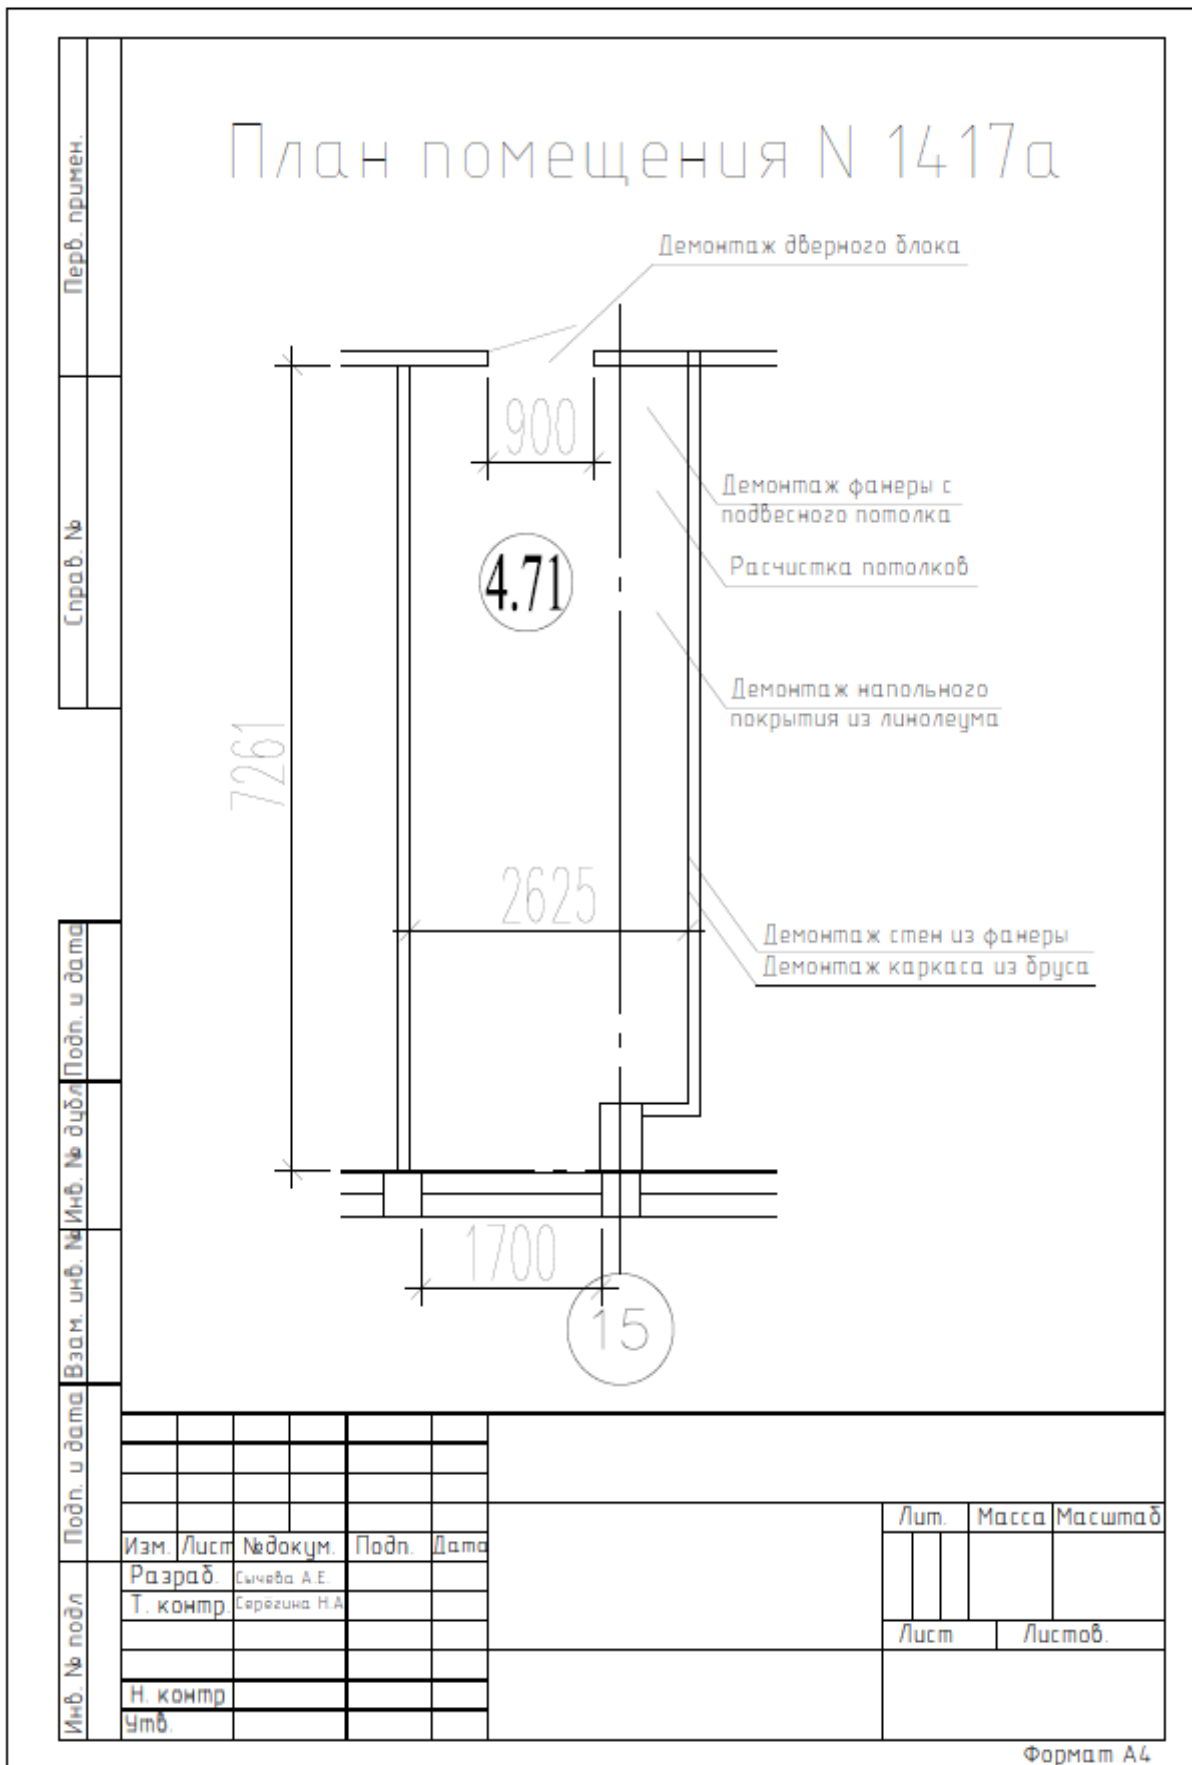 План помещения N 1417а
Демонтаж дверного блока
900
Демонтаж фанеры с
подвесного потолка
4.71
Расчистка потолков
Демонтаж напольного
покрытия из линолеума
7261
2625
Демонтаж стен из фанеры
Демонтаж каркаса из бруса
1700
15
Перв. примен.
Справ. №
Подп. и дата
Инв. № дубл
Взам. инв. №
Подп. и дата
Инв. № подл
Лит. Масса Масштаб
Изм. Лист №докум. Подп. Дата
Разраб. Сычева А.Е.
Т. контр. Серёгина Н.А
Лист Листов.
Н. контр
Утв.
Формат А4